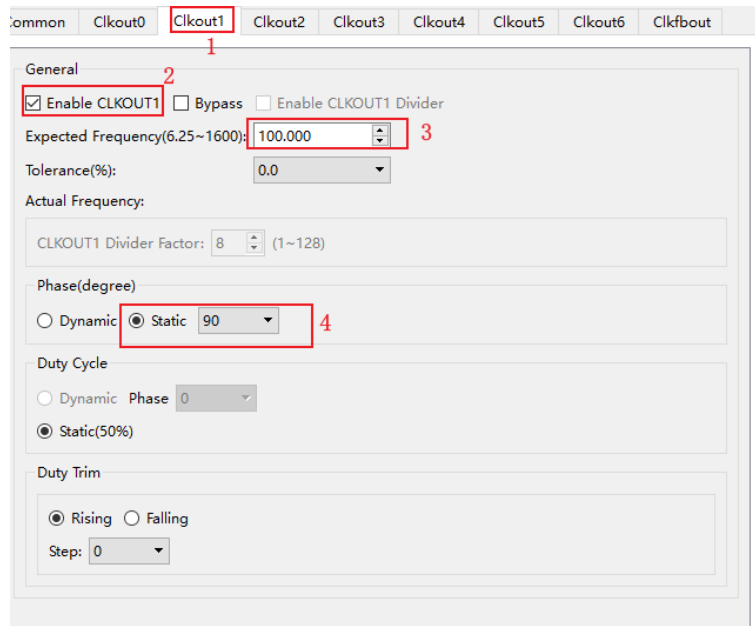 Common Clkout0 Clkout1 Clkout2 Clkout3 Clkout4 Clkout5 Clkout6 Clkfbout
1
General
2
Enable CLKOUT1 Bypass Enable CLKOUT1 Divider
Expected Frequency(6.25~1600): 100.000 3
Tolerance(%): 0.0
Actual Frequency:
CLKOUT1 Divider Factor: 8 (1~128)
Phase(degree)
Dynamic Static 90 4
Duty Cycle
Dynamic Phase 0
Static(50%)
Duty Trim
Rising Falling
Step: 0